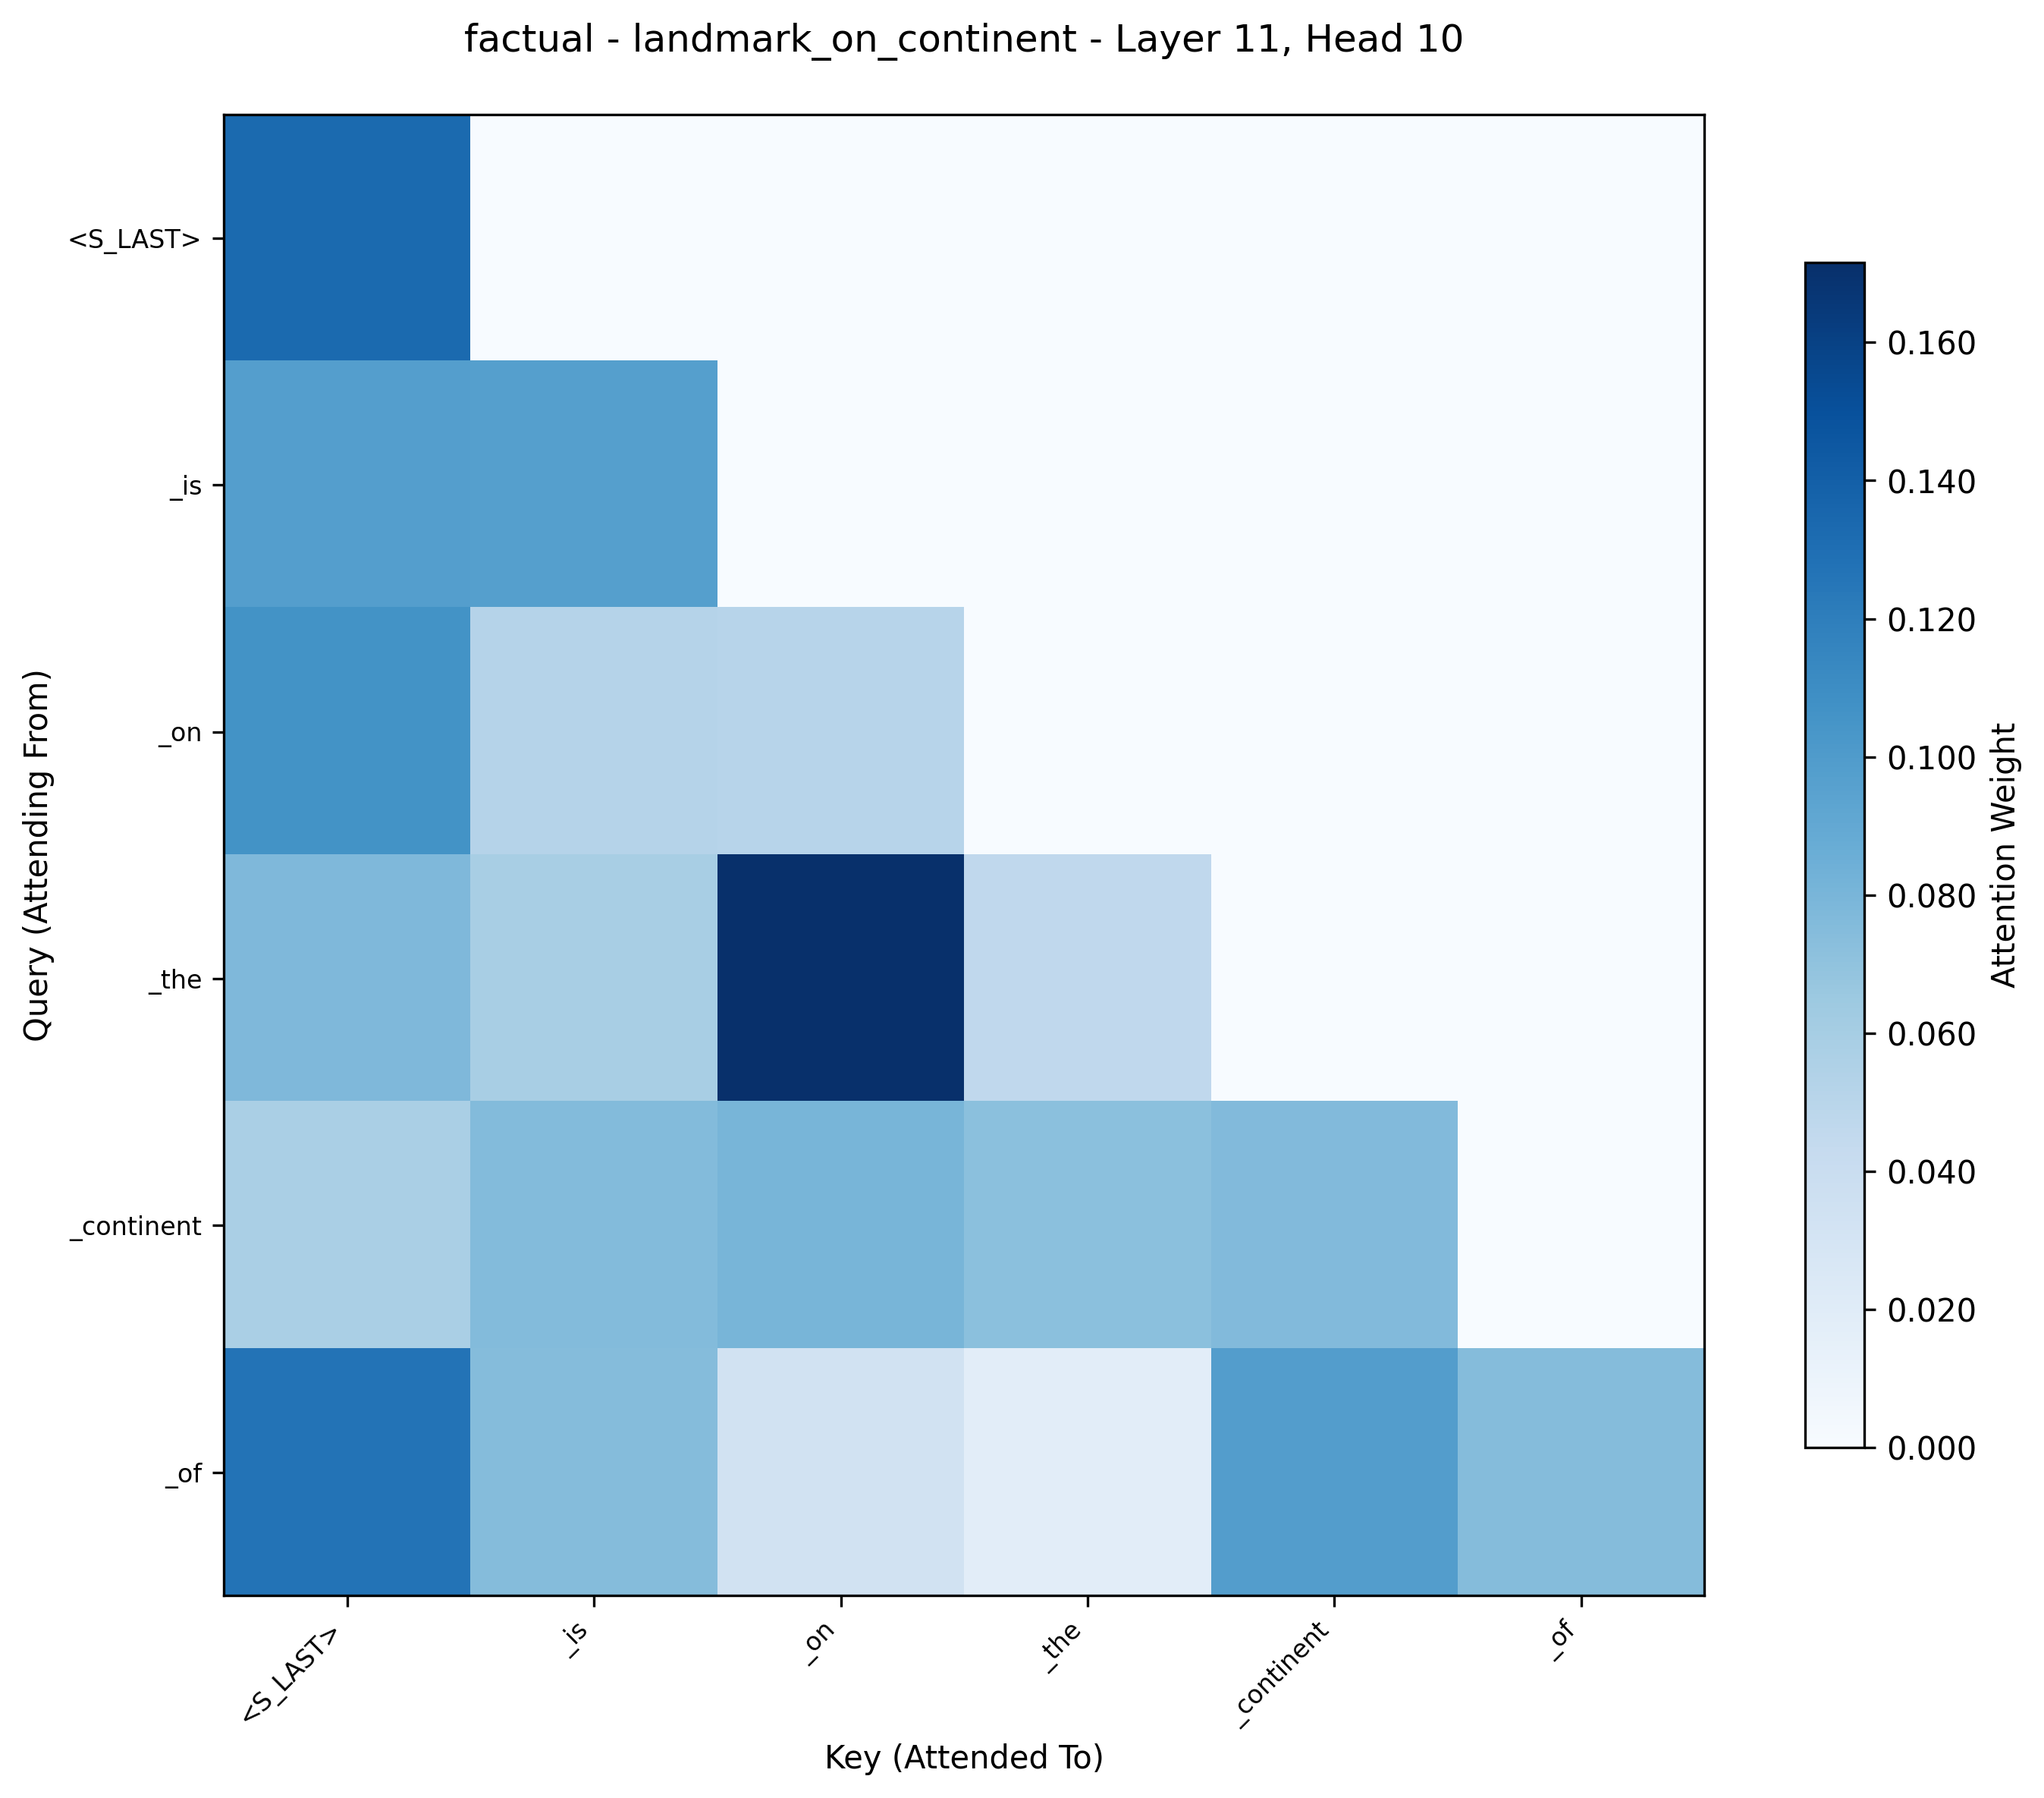 factual - landmark_on_continent - Layer 11, Head 10
Query (Attending From)
<S_LAST>
_is
_on
_the
_continent
_of
<S_LAST>
_is
_on
_the
_continent
_of
Key (Attended To)
0.160
0.140
0.120
0.100
0.080
0.060
0.040
0.020
0.000
Attention Weight